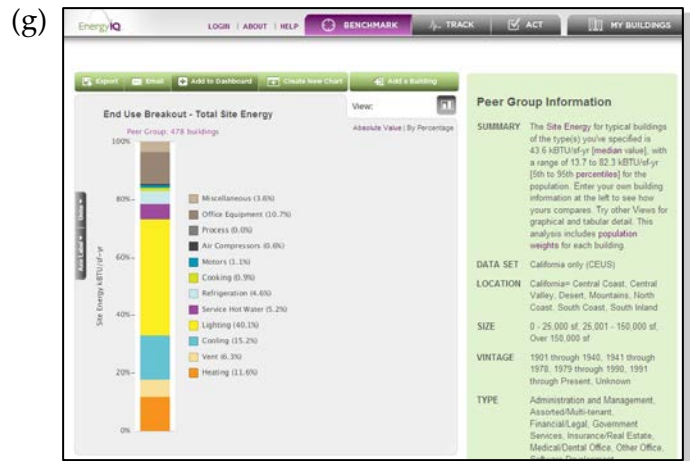 (g)
EnergyIQ
LOGIN | ABOUT | HELP
BENCHMARK
TRACK
ACT
MY BUILDINGS
Export
Email
Add to Dashboard
Create New Chart
Add a Building
End Use Breakout - Total Site Energy
View:
Peer Group: 478 buildings
Absolute Value | By Percentage
100%
80%
60%
40%
20%
0%
Site Energy kBTU/sf-yr
Miscellaneous (3.6%)
Office Equipment (10.7%)
Process (0.0%)
Air Compressors (0.6%)
Motors (1.1%)
Cooking (0.9%)
Refrigeration (4.6%)
Service Hot Water (5.2%)
Lighting (40.1%)
Cooling (15.2%)
Vent (6.3%)
Heating (11.6%)
Peer Group Information
SUMMARY The Site Energy for typical buildings
of the type(s) you've specified is
43.6 kBTU/sf-yr [median value], with
a range of 13.7 to 82.3 kBTU/sf-yr
[5th to 95th percentiles] for the
population. Enter your own building
information at the left to see how
yours compares. Try other Views for
graphical and tabular detail. This
analysis includes population
weights for each building.
DATA SET California only (CEUS)
LOCATION California= Central Coast, Central
Valley, Desert, Mountains, North
Coast, South Coast, South Inland
SIZE 0 - 25,000 sf, 25,001 - 150,000 sf,
Over 150,000 sf
VINTAGE 1901 through 1940, 1941 through
1978, 1979 through 1990, 1991
through Present, Unknown
TYPE Administration and Management,
Assorted/Multi-tenant,
Financial/Legal, Government
Services, Insurance/Real Estate,
Medical/Dental Office, Other Office,
Software Development